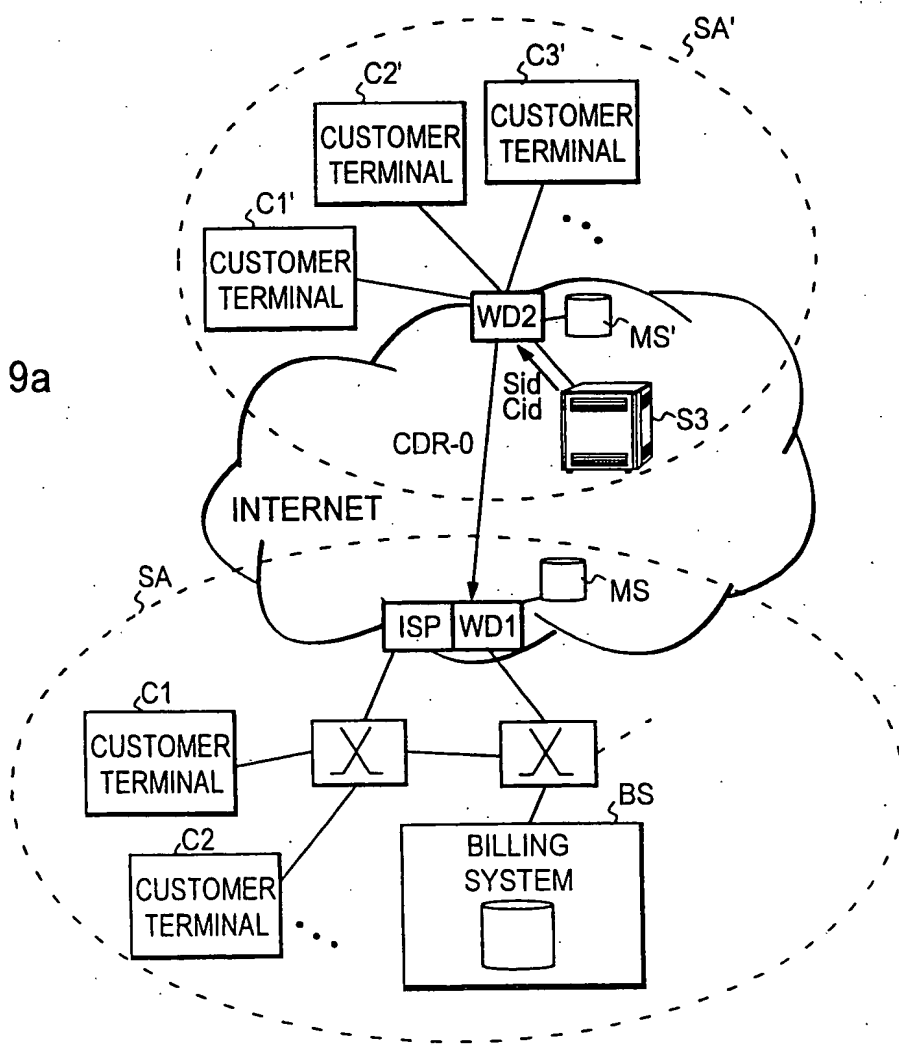 SA'
C3'
CUSTOMER
TERMINAL
C2'
CUSTOMER
TERMINAL
C1'
CUSTOMER
TERMINAL
WD2
MS'
9a
Sid
Cid
S3
CDR-0
INTERNET
SA
MS
ISP
WD1
C1
CUSTOMER
TERMINAL
BS
C2
CUSTOMER
TERMINAL
BILLING
SYSTEM